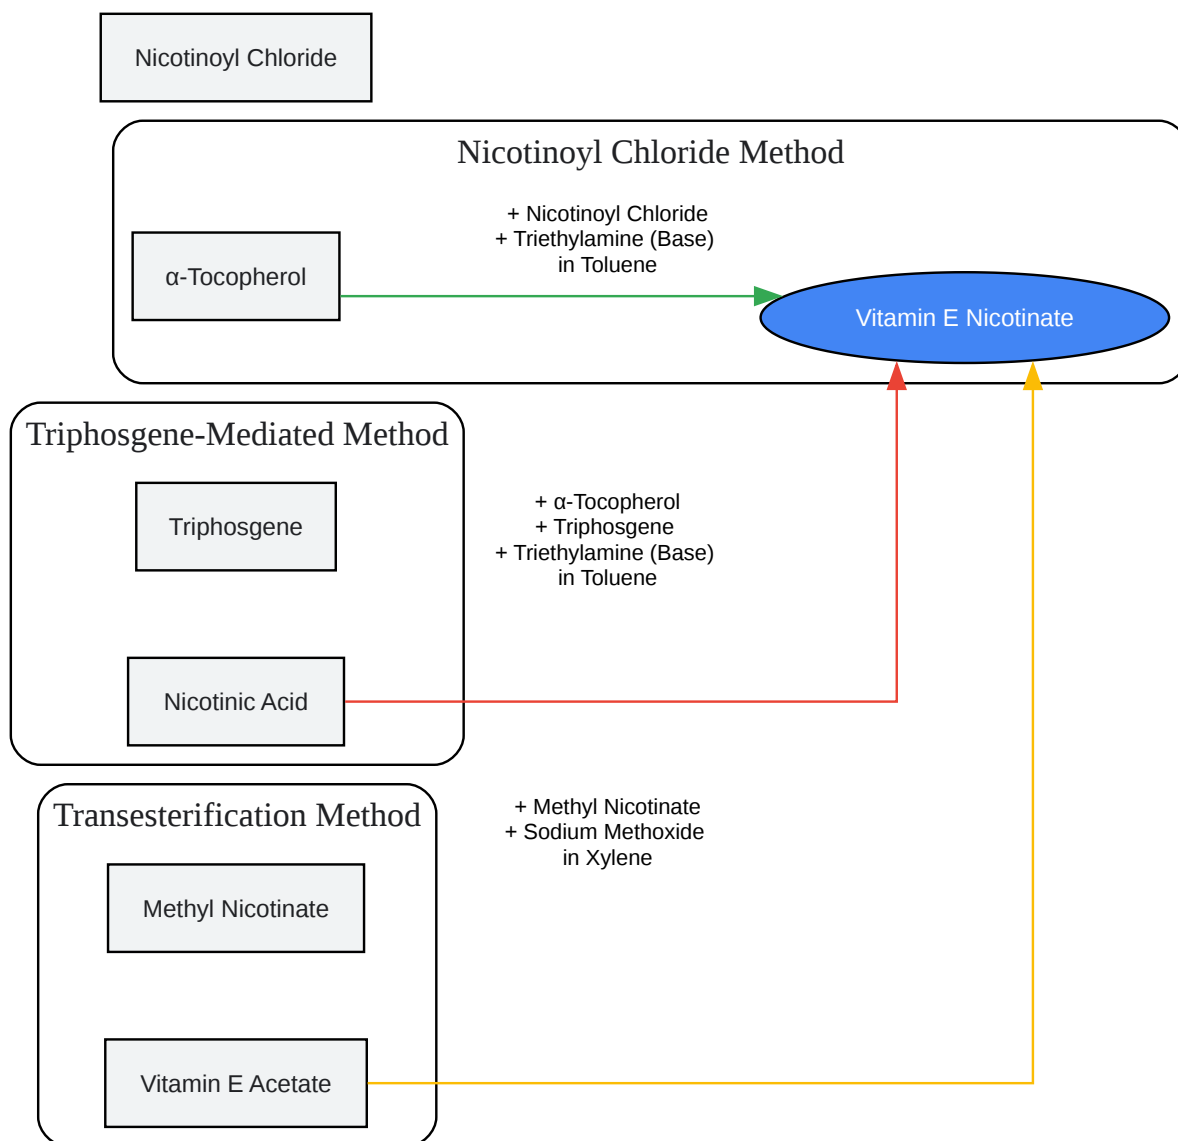 Nicotinoyl Chloride
Nicotinoyl Chloride Method
+ Nicotinoyl Chloride
+ Triethylamine (Base)
in Toluene
α-Tocopherol
Vitamin E Nicotinate
Triphosgene-Mediated Method
Triphosgene
+ α-Tocopherol
+ Triphosgene
+ Triethylamine (Base)
in Toluene
Nicotinic Acid
Transesterification Method
+ Methyl Nicotinate
+ Sodium Methoxide
in Xylene
Methyl Nicotinate
Vitamin E Acetate